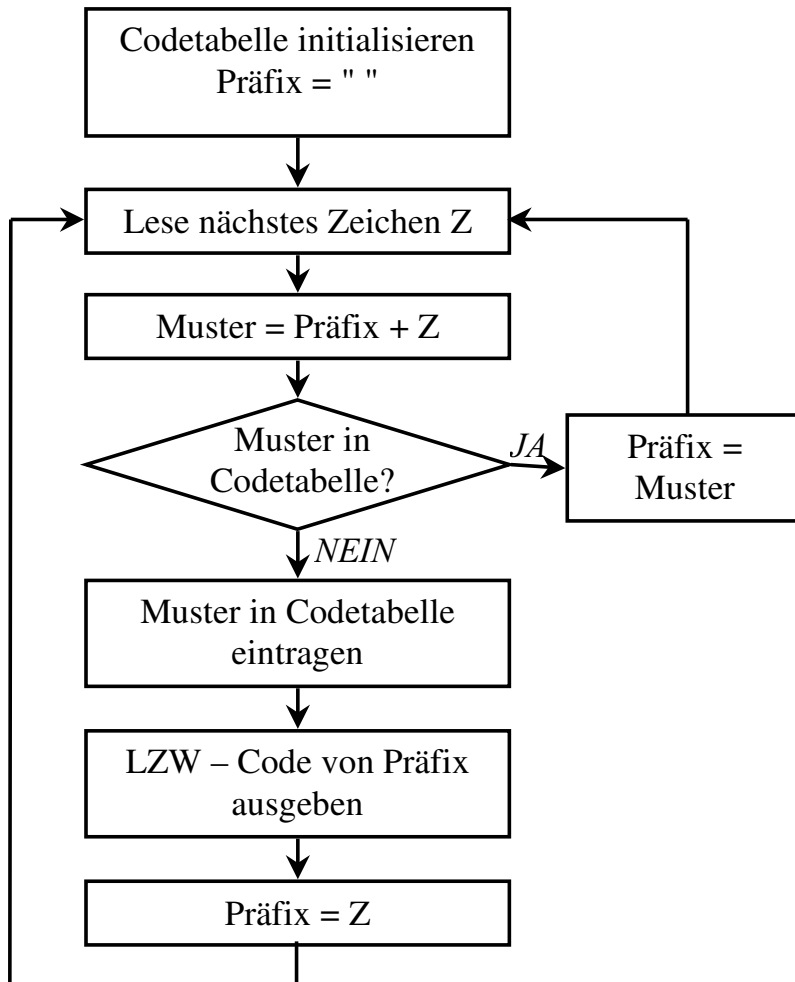 Codetabelle initialisieren
Präfix = " "
Lese nächstes Zeichen Z
Muster = Präfix + Z
Muster in
Codetabelle?
JA
Präfix =
Muster
NEIN
Muster in Codetabelle
eintragen
LZW – Code von Präfix
ausgeben
Präfix = Z